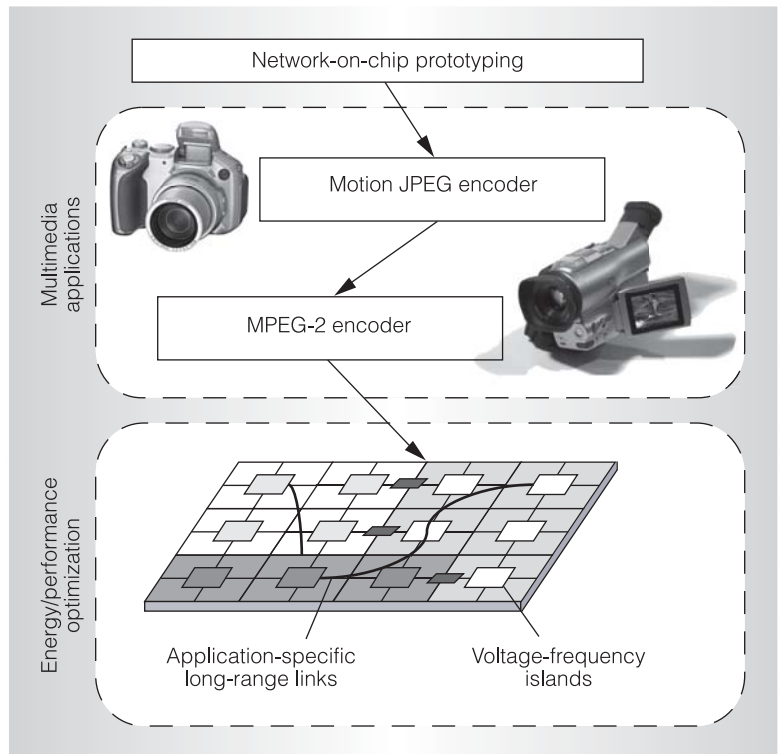 Network-on-chip prototyping
Multimedia
applications
Motion JPEG encoder
MPEG-2 encoder
Energy/performance
optimization
Application-specific
long-range links
Voltage-frequency
islands